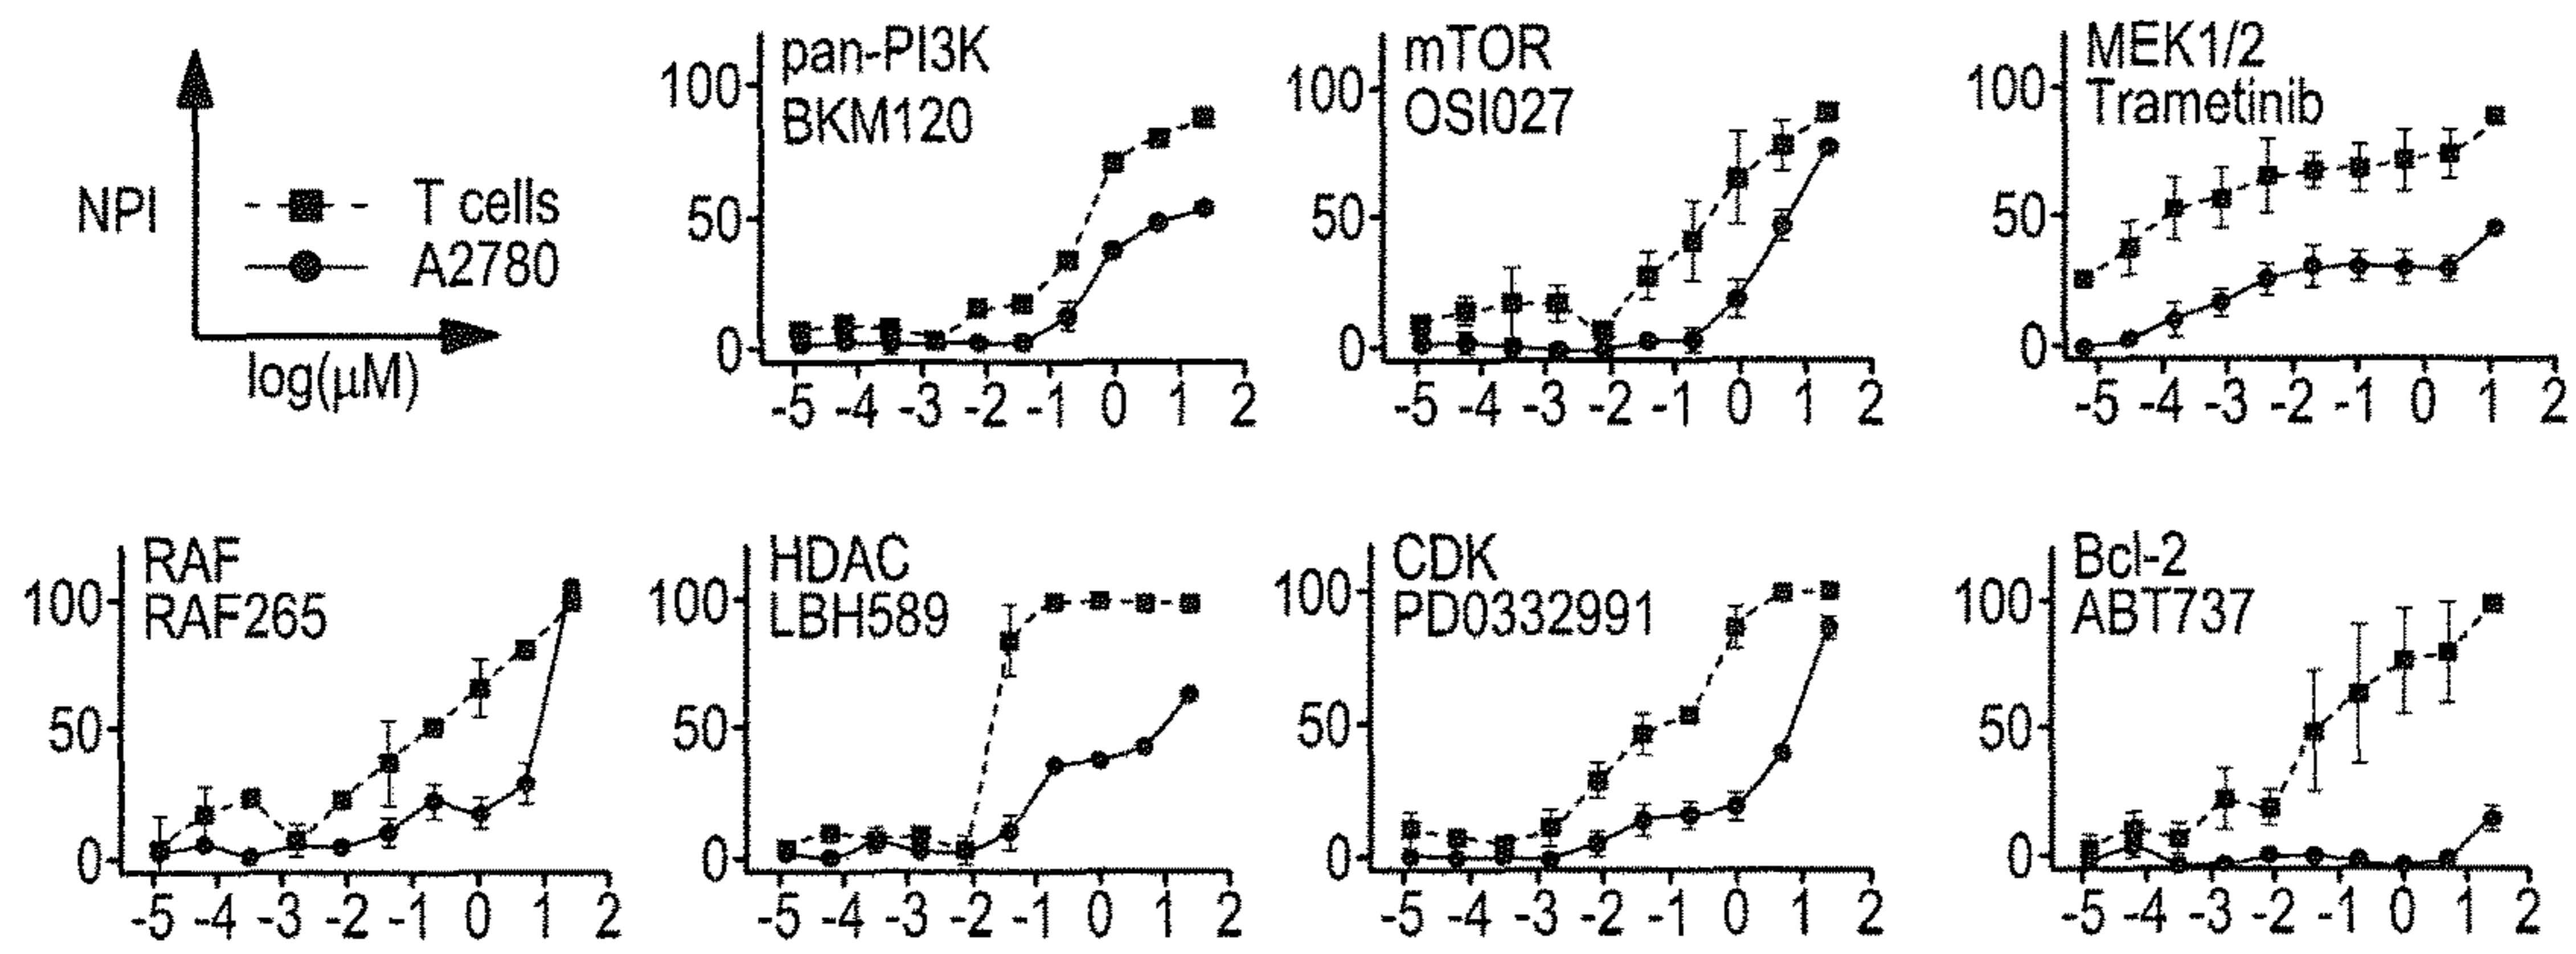 NPI
T cells
A2780
log(μM)
pan-PI3K
BKM120
100
50
0
-5 -4 -3 -2 -1 0 1 2
mTOR
OSI027
100
50
0
-5 -4 -3 -2 -1 0 1 2
MEK1/2
Trametinib
100
50
0
-5 -4 -3 -2 -1 0 1 2
RAF
RAF265
100
50
0
-5 -4 -3 -2 -1 0 1 2
HDAC
LBH589
100
50
0
-5 -4 -3 -2 -1 0 1 2
CDK
PD0332991
100
50
0
-5 -4 -3 -2 -1 0 1 2
Bcl-2
ABT737
100
50
0
-5 -4 -3 -2 -1 0 1 2